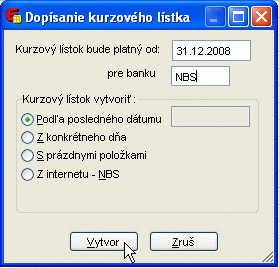 Dopísanie kurzového lístka
Kurzový lístok bude platný od: 31.12.2008
pre banku NBS
Kurzový lístok vytvoriť :
Podľa posledného dátumu
Z konkrétneho dňa
S prázdnymi položkami
Z internetu - NBS
Vytvor Zruš